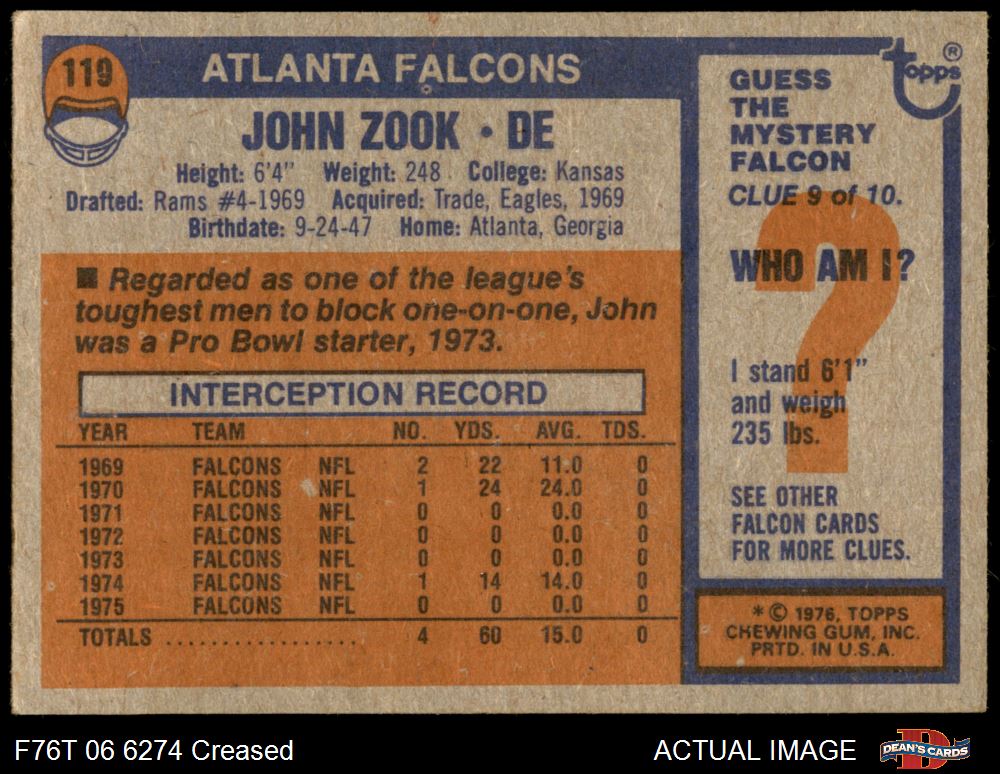 119
ATLANTA FALCONS
JOHN ZOOK • DE
Height: 6'4" Weight: 248 College: Kansas
Drafted: Rams #4-1969 Acquired: Trade, Eagles, 1969
Birthdate: 9-24-47 Home: Atlanta, Georgia
■ Regarded as one of the league's
toughest men to block one-on-one, John
was a Pro Bowl starter, 1973.
INTERCEPTION RECORD
YEAR TEAM NO. YDS. AVG. TDS.
1969 FALCONS NFL 2 22 11.0 0
1970 FALCONS NFL 1 24 24.0 0
1971 FALCONS NFL 0 0 0.0 0
1972 FALCONS NFL 0 0 0.0 0
1973 FALCONS NFL 0 0 0.0 0
1974 FALCONS NFL 1 14 14.0 0
1975 FALCONS NFL 0 0 0.0 0
TOTALS .................... 4 60 15.0 0
topps®
GUESS
THE
MYSTERY
FALCON
CLUE 9 of 10.
WHO AM I?
?
I stand 6'1"
and weigh
235 lbs.
SEE OTHER
FALCON CARDS
FOR MORE CLUES.
* © 1976, TOPPS
CHEWING GUM, INC.
PRTD. IN U.S.A.
F76T 06 6274 Creased
ACTUAL IMAGE
D
DEAN'S CARDS